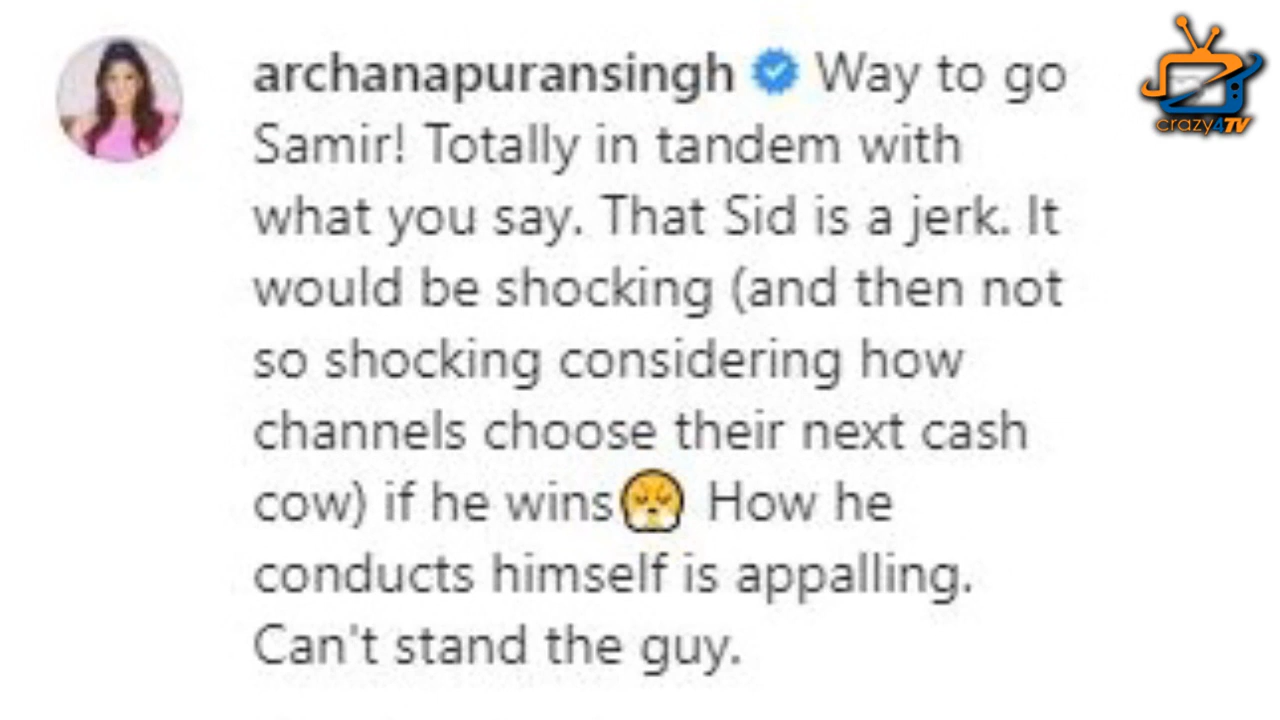 archanapuransingh Way to go
Samir! Totally in tandem with
what you say. That Sid is a jerk. It
would be shocking (and then not
so shocking considering how
channels choose their next cash
cow) if he wins😤 How he
conducts himself is appalling.
Can't stand the guy.
crazy4TV